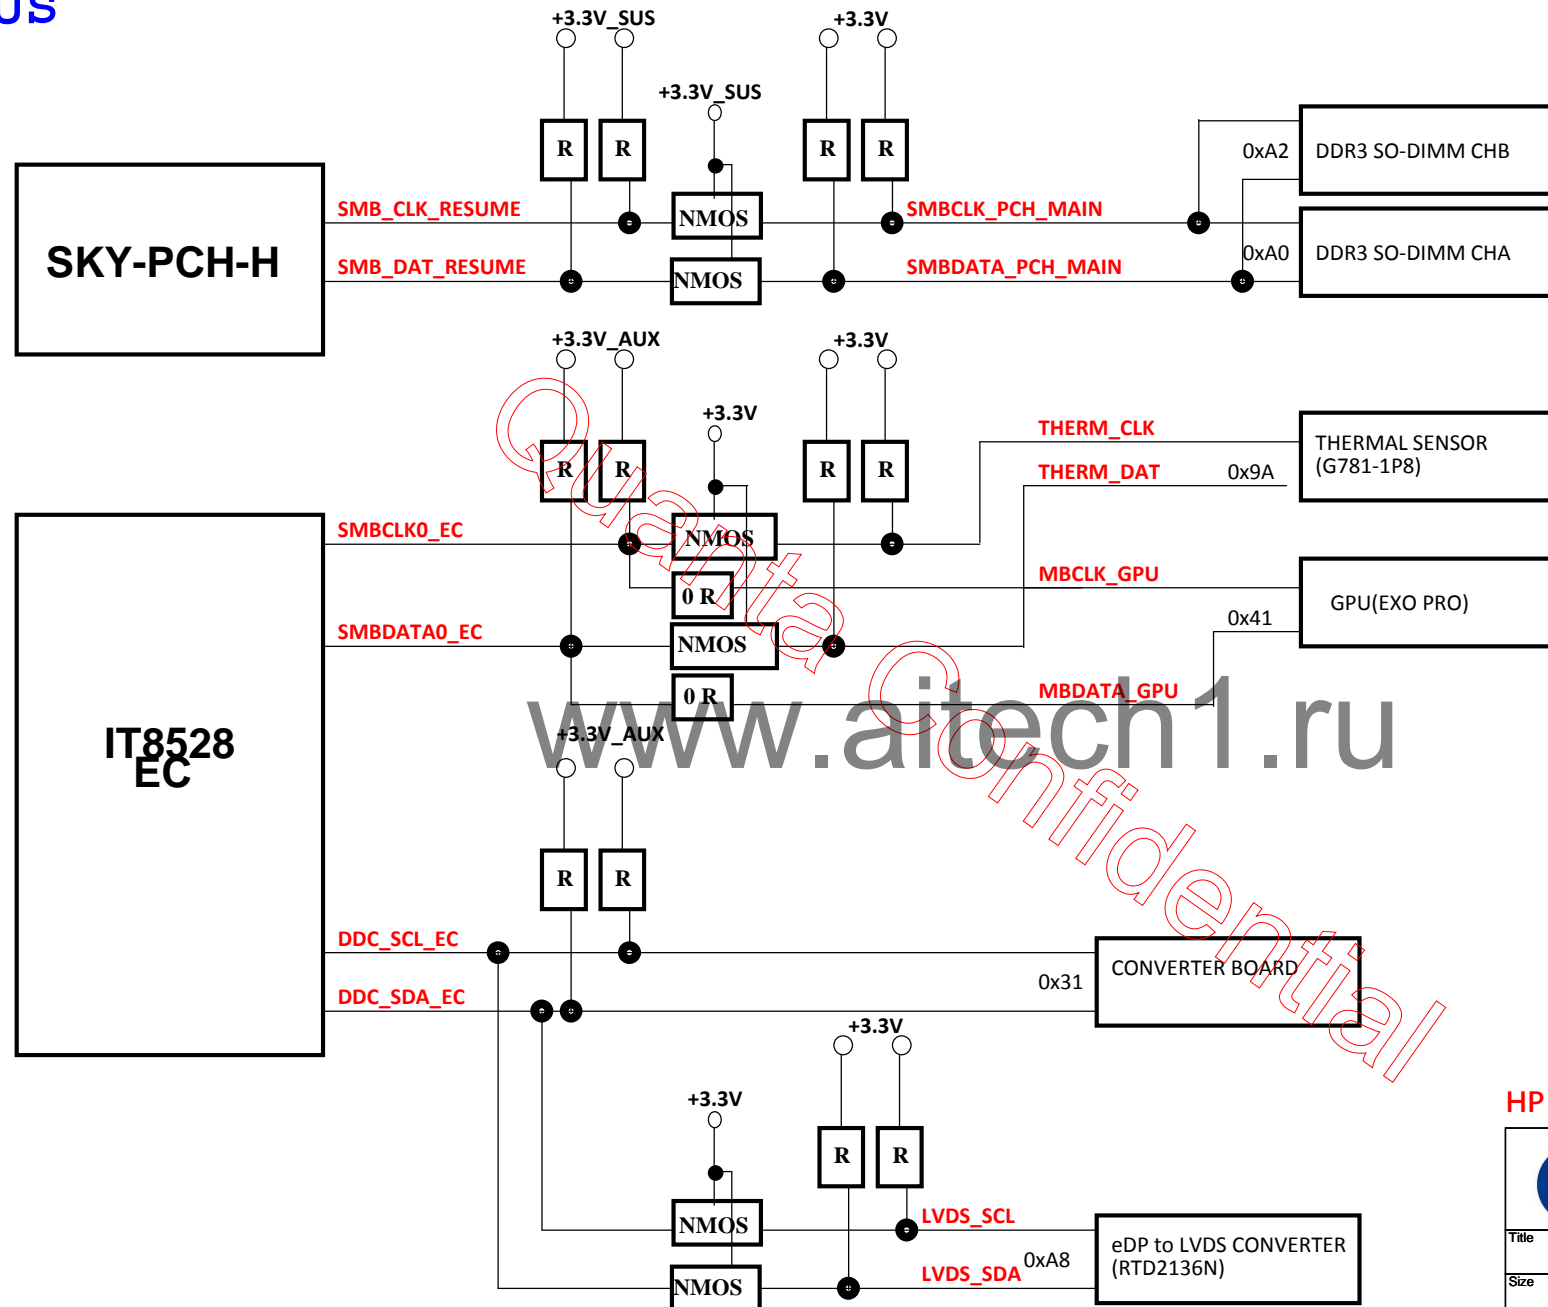 US
+3.3V_SUS
+3.3V
+3.3V_SUS
R
R
R
R
0xA2
DDR3 SO-DIMM CHB
SKY-PCH-H
SMB_CLK_RESUME
NMOS
SMBCLK_PCH_MAIN
SMB_DAT_RESUME
NMOS
SMBDATA_PCH_MAIN
0xA0
DDR3 SO-DIMM CHA
+3.3V_AUX
+3.3V
+3.3V
R
R
R
R
THERM_CLK
THERM_DAT
0x9A
THERMAL SENSOR
(G781-1P8)
SMBCLK0_EC
NMOS
0 R
MBCLK_GPU
GPU(EXO PRO)
0x41
SMBDATA0_EC
NMOS
0 R
MBDATA_GPU
IT8528
EC
+3.3V_AUX
www.aitech1.ru
Quanta Confidential
R
R
DDC_SCL_EC
CONVERTER BOARD
0x31
DDC_SDA_EC
+3.3V
+3.3V
R
R
NMOS
LVDS_SCL
eDP to LVDS CONVERTER
(RTD2136N)
0xA8
NMOS
LVDS_SDA
HP
Title
Size